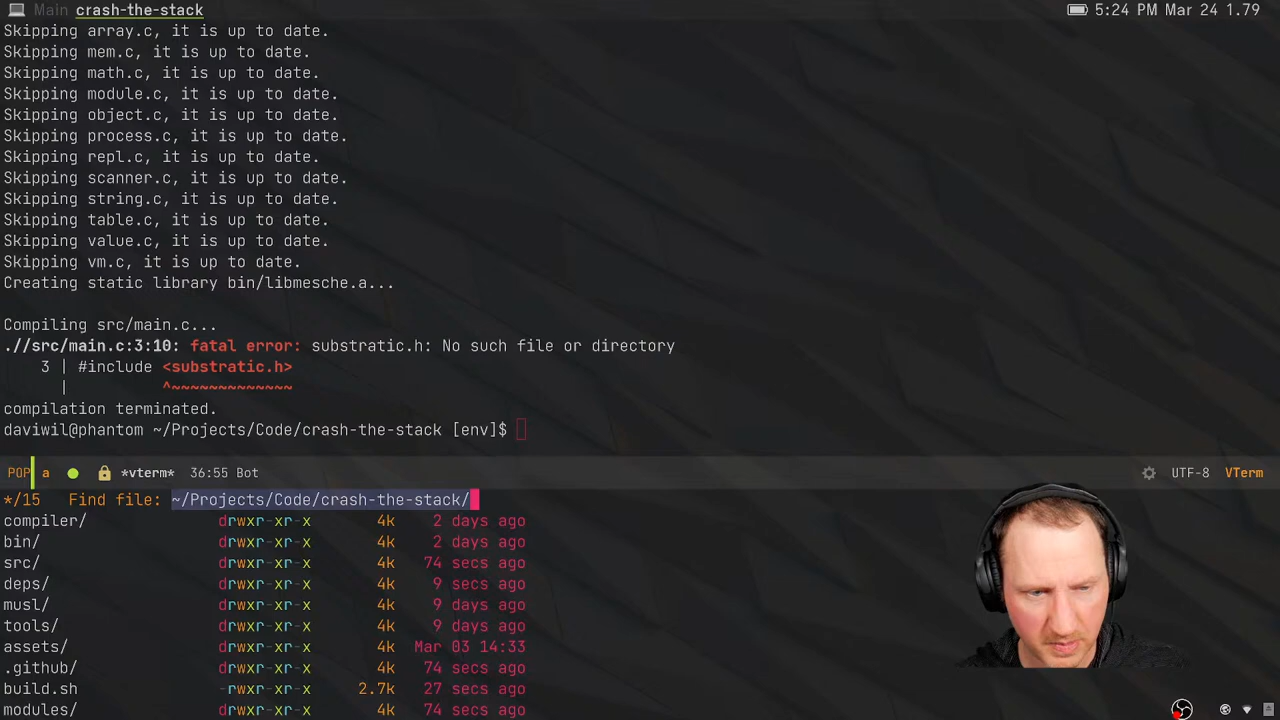 Main crash-the-stack 5:24 PM Mar 24 1.79
Skipping array.c, it is up to date.
Skipping mem.c, it is up to date.
Skipping math.c, it is up to date.
Skipping module.c, it is up to date.
Skipping object.c, it is up to date.
Skipping process.c, it is up to date.
Skipping repl.c, it is up to date.
Skipping scanner.c, it is up to date.
Skipping string.c, it is up to date.
Skipping table.c, it is up to date.
Skipping value.c, it is up to date.
Skipping vm.c, it is up to date.
Creating static library bin/libmesche.a...
Compiling src/main.c...
.//src/main.c:3:10: fatal error: substratic.h: No such file or directory
3 | #include <substratic.h>
| ^~~~~~~~~~~~~
compilation terminated.
daviwil@phantom ~/Projects/Code/crash-the-stack [env]$
POP a *vterm* 36:55 Bot UTF-8 VTerm
*/15 Find file: ~/Projects/Code/crash-the-stack/
compiler/ drwxr-xr-x 4k 2 days ago
bin/ drwxr-xr-x 4k 2 days ago
src/ drwxr-xr-x 4k 74 secs ago
deps/ drwxr-xr-x 4k 9 secs ago
musl/ drwxr-xr-x 4k 9 days ago
tools/ drwxr-xr-x 4k 9 days ago
assets/ drwxr-xr-x 4k Mar 03 14:33
.github/ drwxr-xr-x 4k 74 secs ago
build.sh -rwxr-xr-x 2.7k 27 secs ago
modules/ drwxr-xr-x 4k 74 secs ago